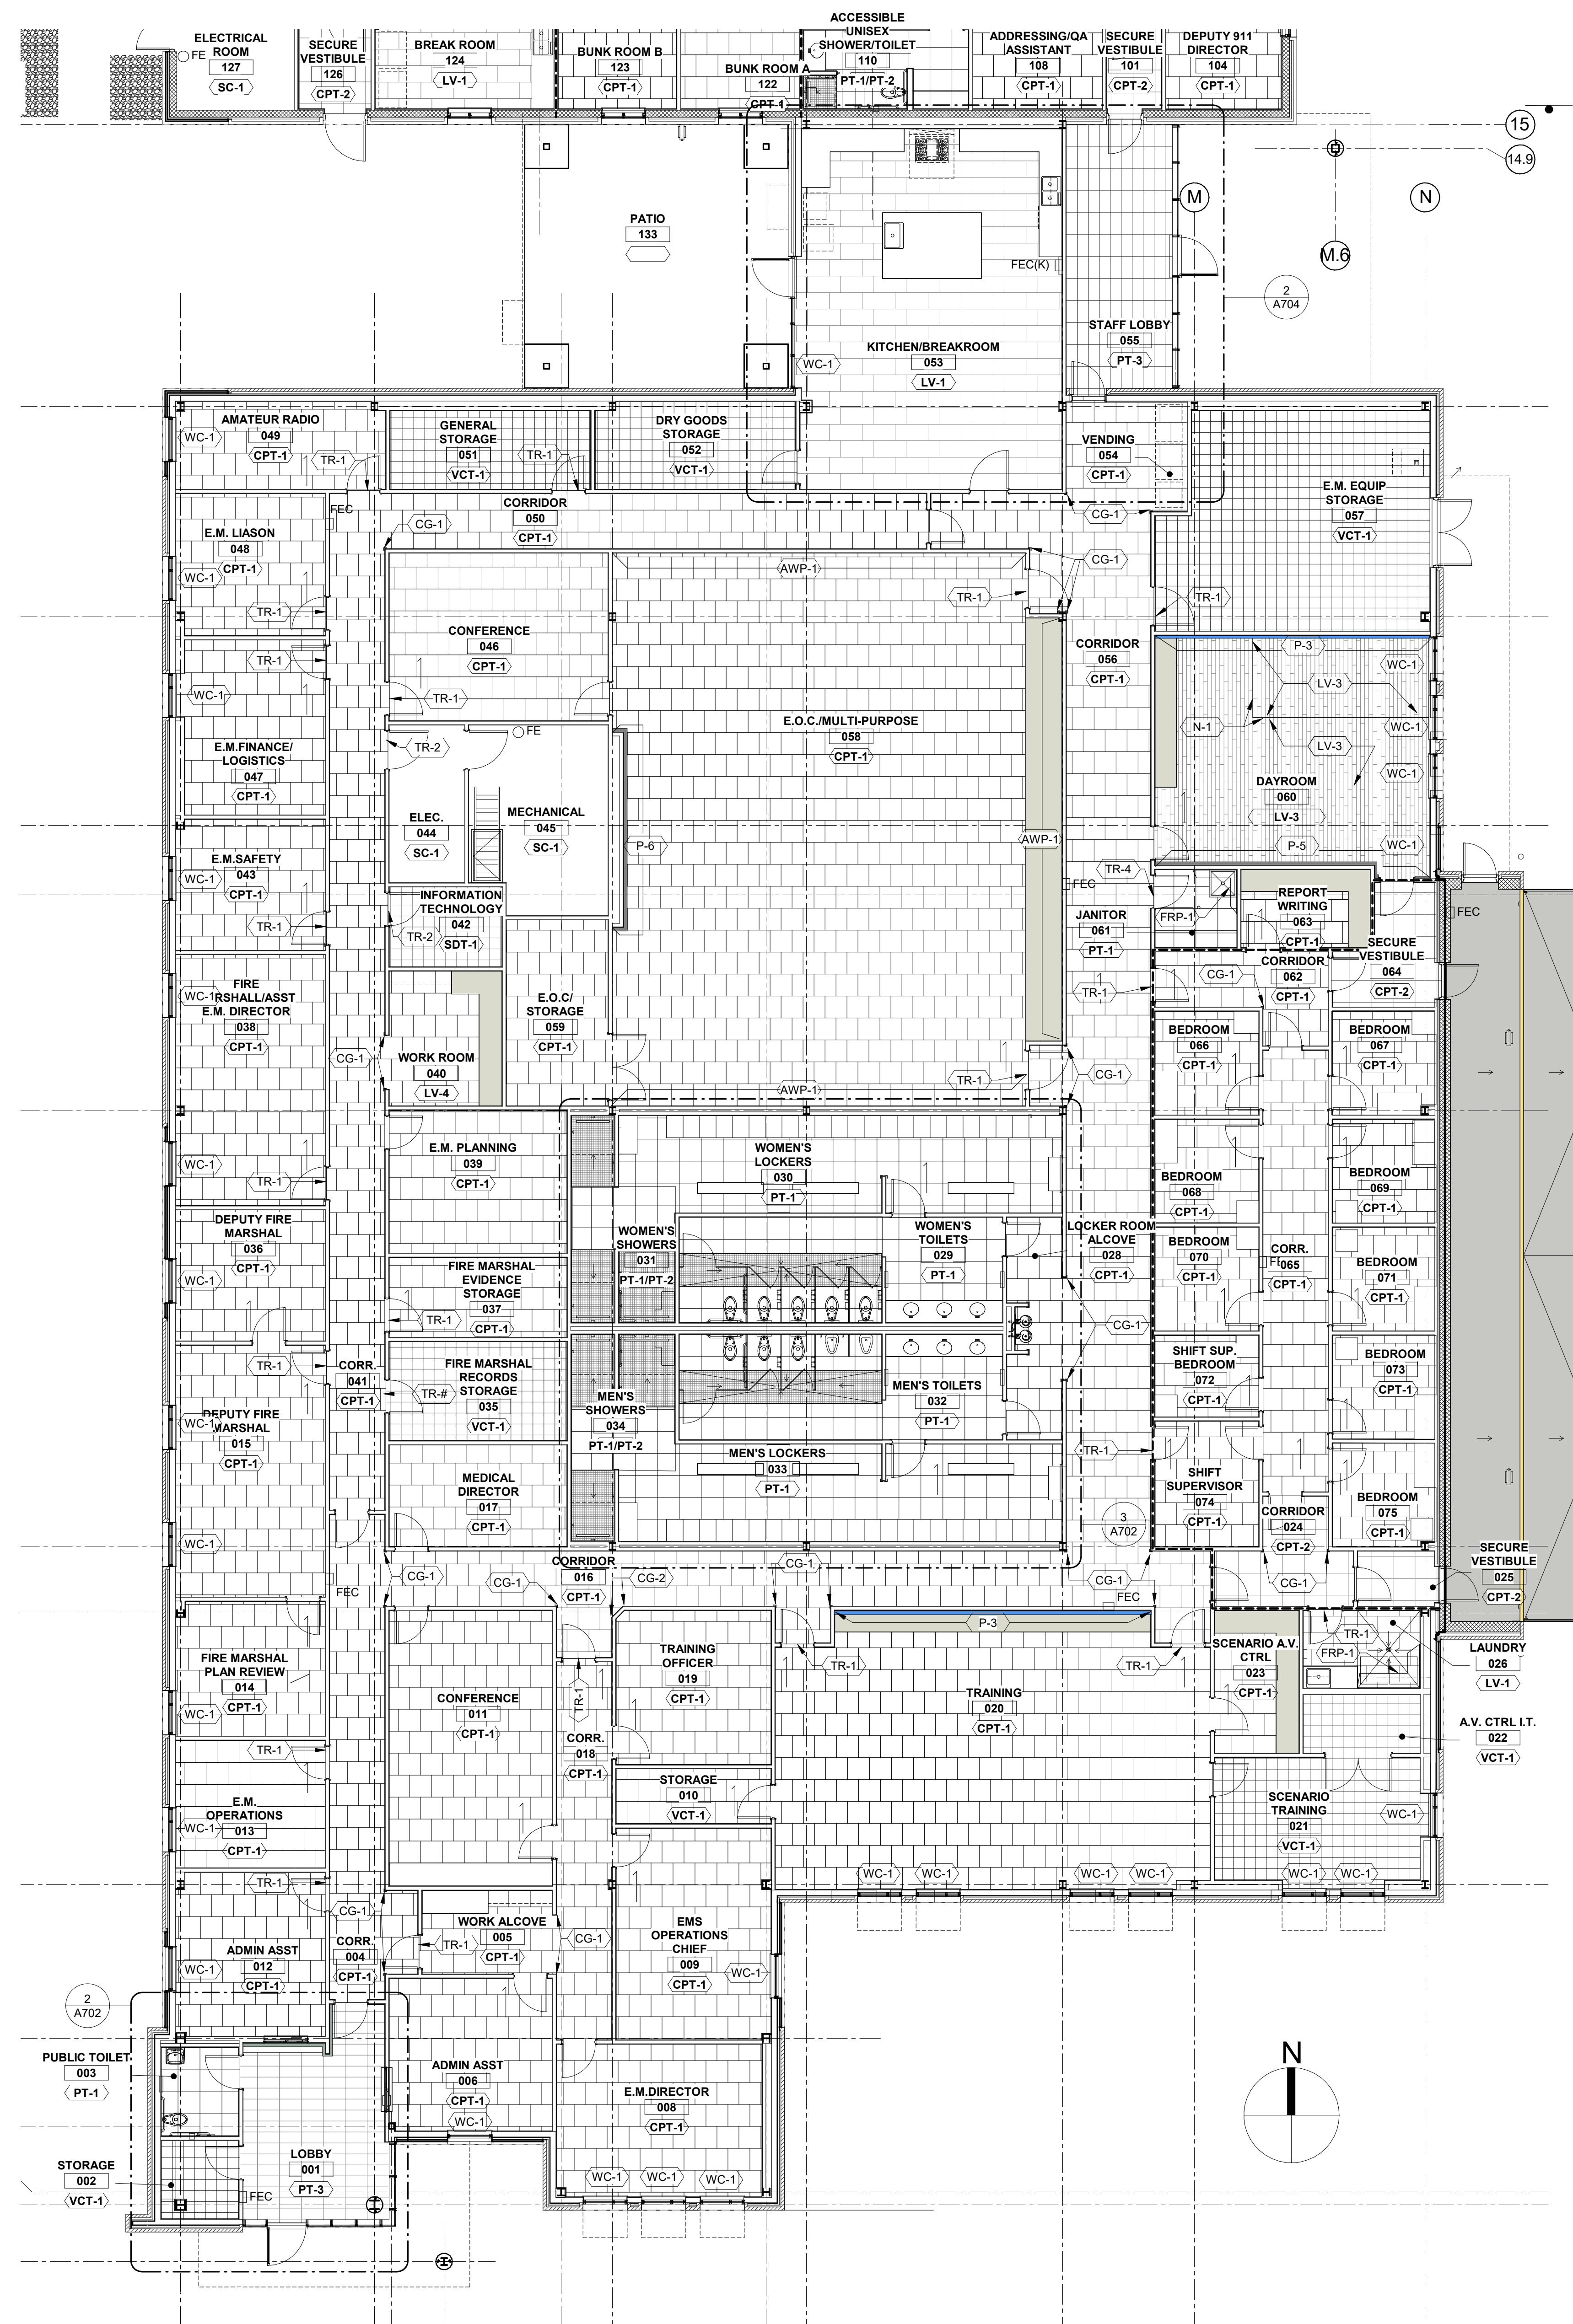 ELECTRICAL
ROOM
127
SC-1
FE
SECURE
VESTIBULE
126
CPT-2
BREAK ROOM
124
LV-1
BUNK ROOM B
123
CPT-1
BUNK ROOM A
122
CPT-1
ACCESSIBLE
UNISEX
SHOWER/TOILET
110
PT-1/PT-2
ADDRESSING/QA
ASSISTANT
108
CPT-1
SECURE
VESTIBULE
101
CPT-2
DEPUTY 911
DIRECTOR
104
CPT-1
15
14.9
M
N
M.6
PATIO
133
FEC(K)
2
A704
STAFF LOBBY
055
PT-3
KITCHEN/BREAKROOM
053
LV-1
WC-1
AMATEUR RADIO
049
CPT-1
WC-1
TR-1
GENERAL
STORAGE
051
VCT-1
TR-1
DRY GOODS
STORAGE
052
VCT-1
VENDING
054
CPT-1
CG-1
E.M. EQUIP
STORAGE
057
VCT-1
TR-1
FEC
CORRIDOR
050
CPT-1
CG-1
E.M. LIASON
048
CPT-1
WC-1
TR-1
AWP-1
CG-1
TR-1
CONFERENCE
046
CPT-1
TR-1
CORRIDOR
056
CPT-1
P-3
WC-1
LV-3
N-1
WC-1
LV-3
WC-1
DAYROOM
060
LV-3
P-5
WC-1
TR-1
WC-1
E.M.FINANCE/
LOGISTICS
047
CPT-1
TR-2
FE
E.O.C./MULTI-PURPOSE
058
CPT-1
ELEC.
044
SC-1
MECHANICAL
045
SC-1
P-6
AWP-1
E.M.SAFETY
043
CPT-1
WC-1
TR-1
INFORMATION
TECHNOLOGY
042
SDT-1
TR-2
FEC
TR-4
JANITOR
061
PT-1
FRP-1
REPORT
WRITING
063
CPT-1
FEC
SECURE
VESTIBULE
064
CPT-2
CORRIDOR
062
CPT-1
CG-1
TR-1
FIRE
RSHALL/ASST
E.M. DIRECTOR
038
CPT-1
WC-1
CG-1
WORK ROOM
040
LV-4
E.O.C/
STORAGE
059
CPT-1
AWP-1
TR-1
CG-1
BEDROOM
066
CPT-1
BEDROOM
067
CPT-1
WC-1
TR-1
E.M. PLANNING
039
CPT-1
WOMEN'S
LOCKERS
030
PT-1
BEDROOM
068
CPT-1
BEDROOM
069
CPT-1
DEPUTY FIRE
MARSHAL
036
CPT-1
WC-1
FIRE MARSHAL
EVIDENCE
STORAGE
037
CPT-1
TR-1
WOMEN'S
SHOWERS
031
PT-1/PT-2
WOMEN'S
TOILETS
029
PT-1
LOCKER ROOM
ALCOVE
028
CPT-1
BEDROOM
070
CPT-1
CORR.
065
CPT-1
BEDROOM
071
CPT-1
CG-1
TR-1
CORR.
041
CPT-1
TR-#
FIRE MARSHAL
RECORDS
STORAGE
035
VCT-1
MEN'S
SHOWERS
034
PT-1/PT-2
MEN'S TOILETS
032
PT-1
SHIFT SUP.
BEDROOM
072
CPT-1
BEDROOM
073
CPT-1
DEPUTY FIRE
MARSHAL
015
CPT-1
WC-1
MEDICAL
DIRECTOR
017
CPT-1
MEN'S LOCKERS
033
PT-1
TR-1
SHIFT
SUPERVISOR
074
CPT-1
BEDROOM
075
CPT-1
3
A702
CORRIDOR
024
CPT-2
WC-1
FEC
CG-1
CG-1
CORRIDOR
016
CPT-1
CG-2
CG-1
CG-1
FEC
CG-1
SECURE
VESTIBULE
025
CPT-2
P-3
TR-1
TR-1
FIRE MARSHAL
PLAN REVIEW
014
CPT-1
WC-1
CONFERENCE
011
CPT-1
TR-1
TRAINING
OFFICER
019
CPT-1
TRAINING
020
CPT-1
SCENARIO A.V.
CTRL
023
CPT-1
TR-1
FRP-1
LAUNDRY
026
LV-1
A.V. CTRL I.T.
022
VCT-1
TR-1
CORR.
018
CPT-1
STORAGE
010
VCT-1
E.M.
OPERATIONS
013
CPT-1
WC-1
SCENARIO
TRAINING
021
VCT-1
WC-1
WC-1
WC-1
WC-1
WC-1
WC-1
WC-1
TR-1
CG-1
WORK ALCOVE
005
CPT-1
TR-1
CG-1
EMS
OPERATIONS
CHIEF
009
CPT-1
WC-1
ADMIN ASST
012
CPT-1
WC-1
CORR.
004
CPT-1
2
A702
PUBLIC TOILET
003
PT-1
ADMIN ASST
006
CPT-1
WC-1
E.M.DIRECTOR
008
CPT-1
WC-1
WC-1
WC-1
STORAGE
002
VCT-1
LOBBY
001
PT-3
FEC
N